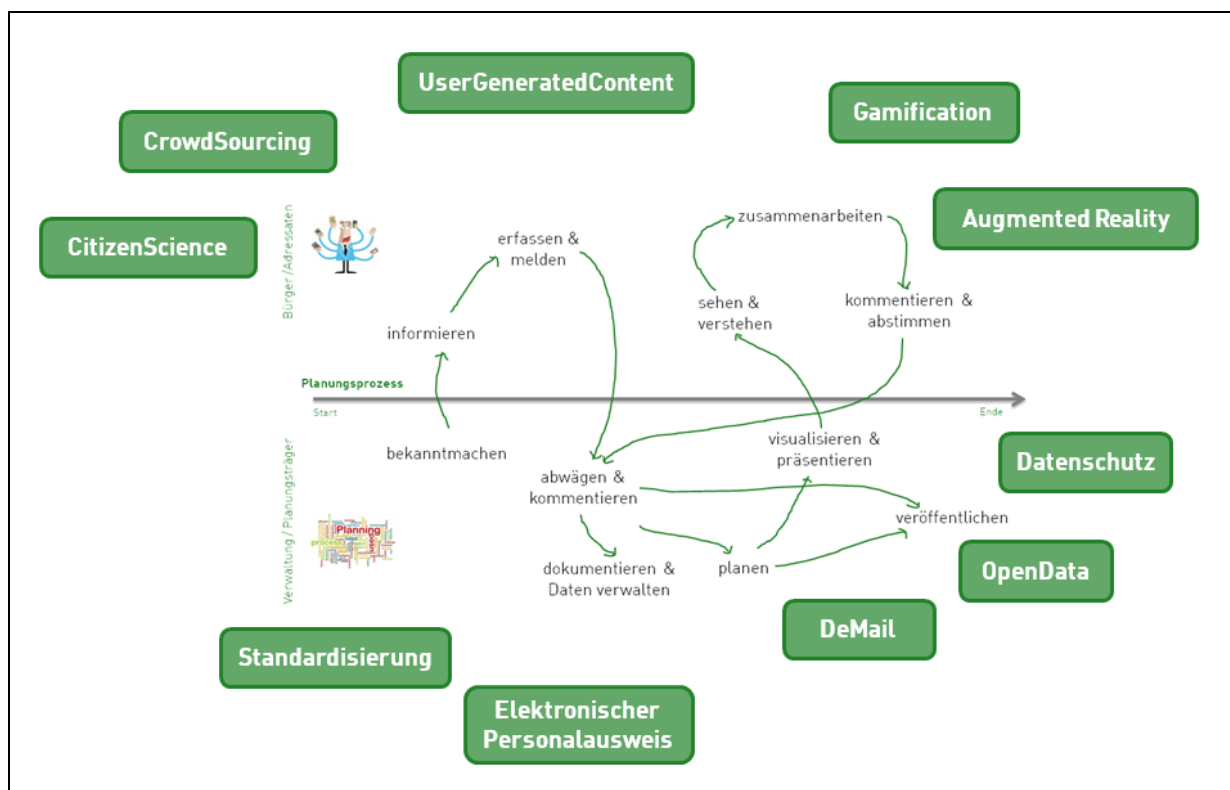 UserGeneratedContent
Gamification
CrowdSourcing
CitizenScience
Augmented Reality
Bürger /Adressaten
zusammenarbeiten
erfassen &
melden
sehen &
verstehen
kommentieren &
abstimmen
informieren
Planungsprozess
Start
Ende
bekanntmachen
visualisieren &
präsentieren
Datenschutz
abwägen &
kommentieren
Verwaltung / Planungsträger
Planning
process
veröffentlichen
dokumentieren &
Daten verwalten
planen
OpenData
DeMail
Standardisierung
Elektronischer
Personalausweis